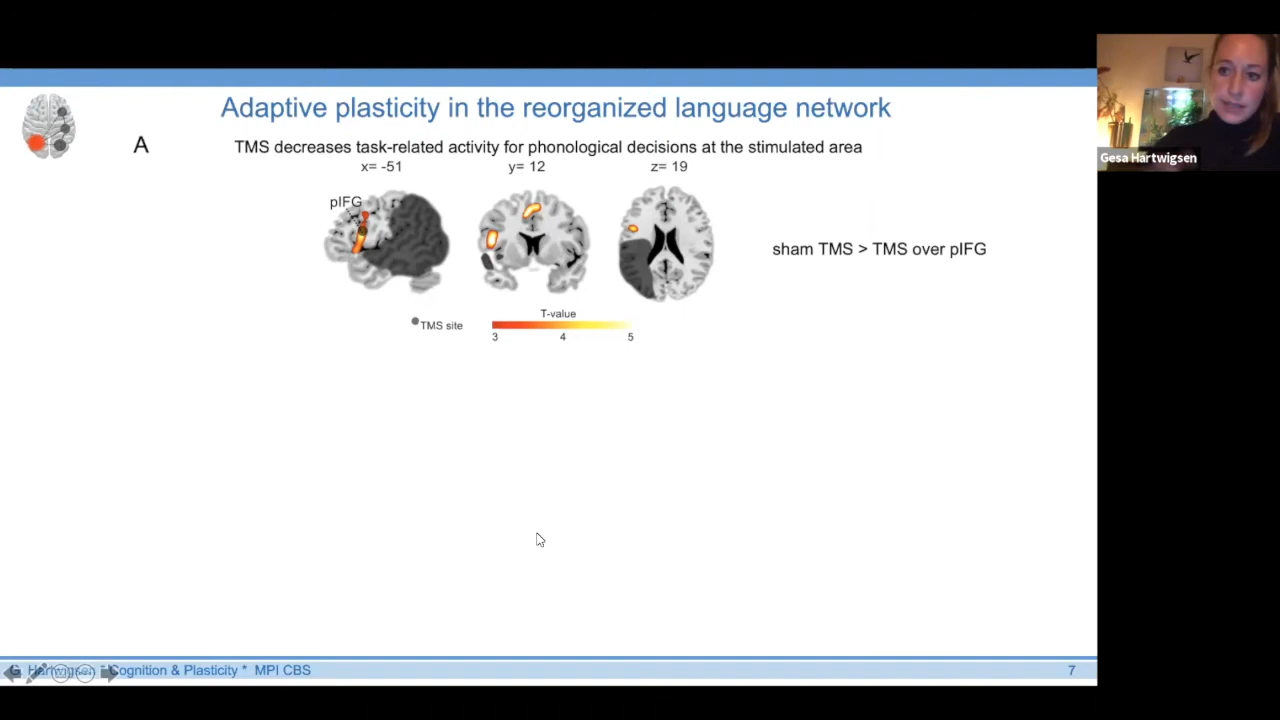 Adaptive plasticity in the reorganized language network
A
TMS decreases task-related activity for phonological decisions at the stimulated area
x= -51
y= 12
z= 19
pIFG
sham TMS > TMS over pIFG
TMS site
T-value
3
4
5
G. Hartwigsen * Cognition & Plasticity * MPI CBS
7
Gesa Hartwigsen